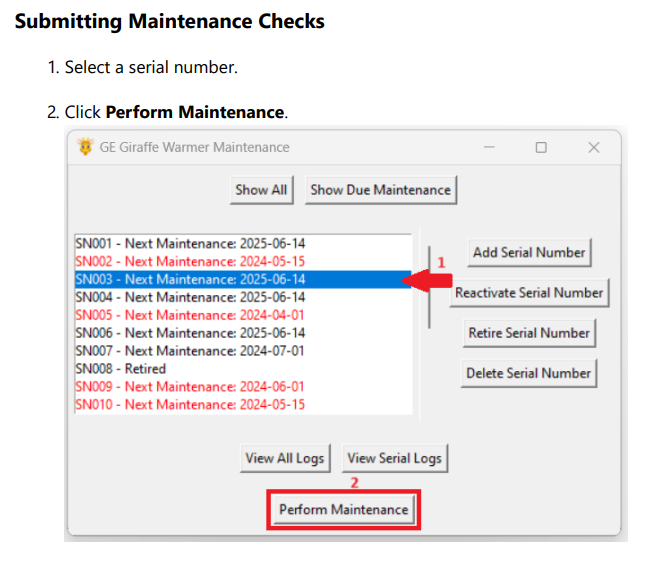 Submitting Maintenance Checks
1. Select a serial number.
2. Click Perform Maintenance.
GE Giraffe Warmer Maintenance
Show All
Show Due Maintenance
SN001 - Next Maintenance: 2025-06-14
SN002 - Next Maintenance: 2024-05-15
SN003 - Next Maintenance: 2025-06-14
SN004 - Next Maintenance: 2025-06-14
SN005 - Next Maintenance: 2024-04-01
SN006 - Next Maintenance: 2025-06-14
SN007 - Next Maintenance: 2024-07-01
SN008 - Retired
SN009 - Next Maintenance: 2024-06-01
SN010 - Next Maintenance: 2024-05-15
1
Add Serial Number
Reactivate Serial Number
Retire Serial Number
Delete Serial Number
View All Logs
View Serial Logs
2
Perform Maintenance